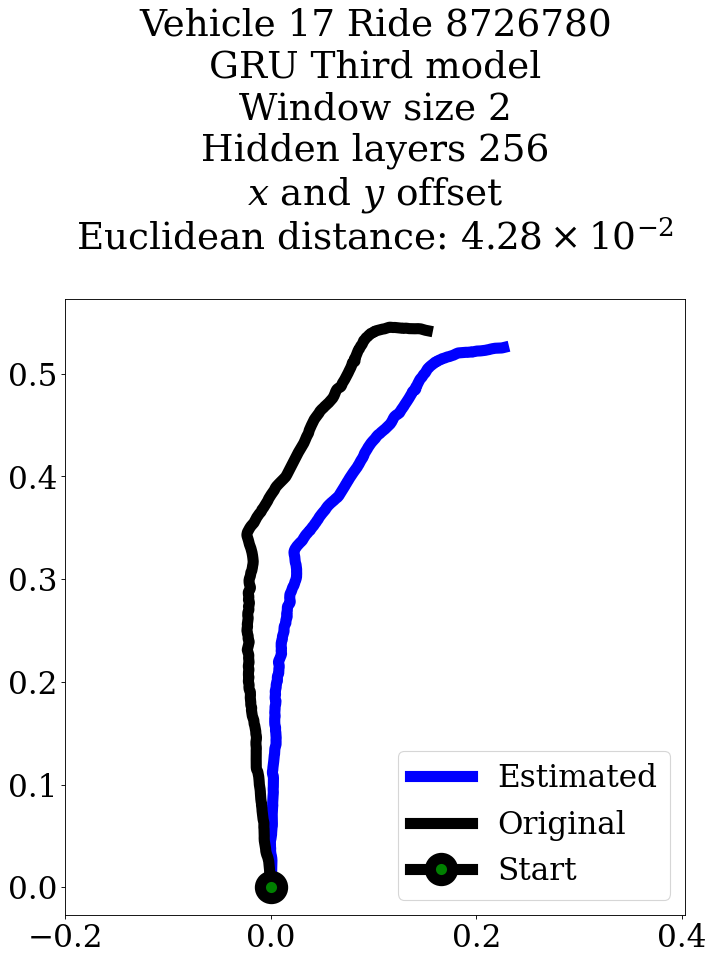 Vehicle 17 Ride 8726780
GRU Third model
Window size 2
Hidden layers 256
x and y offset
Euclidean distance: 4.28 × 10⁻²
0.5
0.4
0.3
0.2
0.1
0.0
Estimated
Original
Start
−0.2 0.0 0.2 0.4